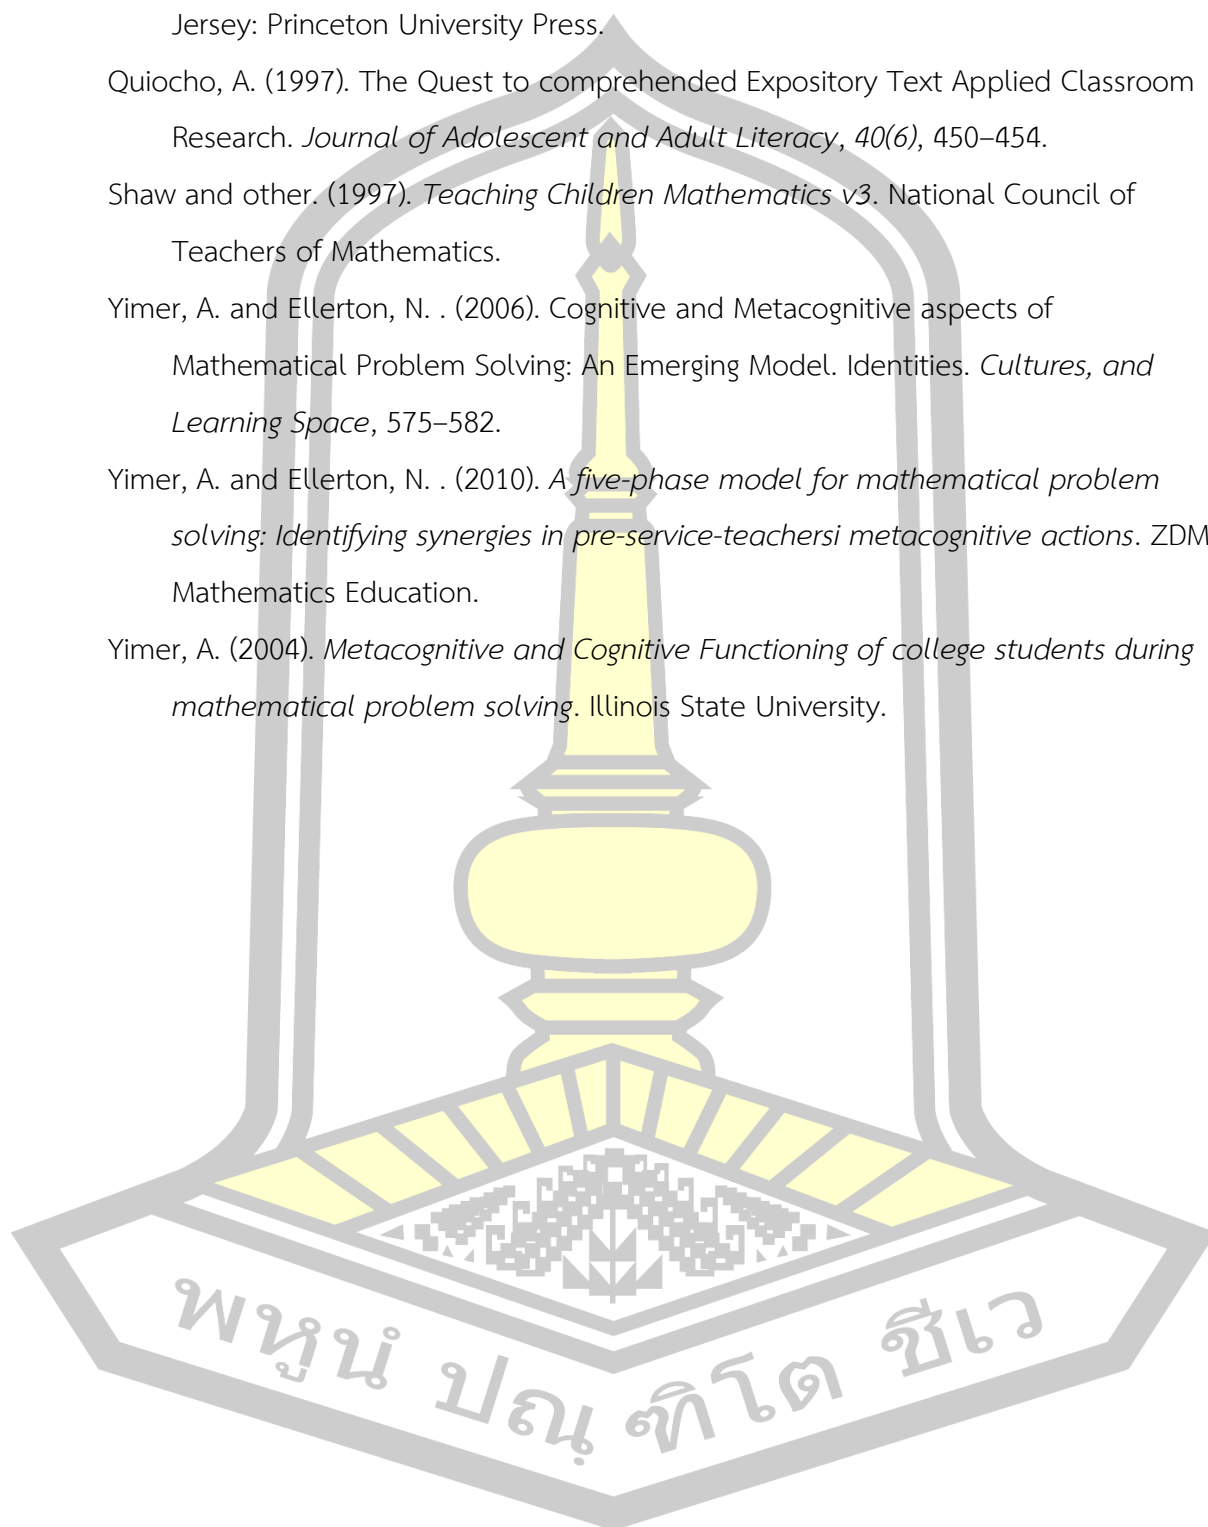 Jersey: Princeton University Press.
Quiocho, A. (1997). The Quest to comprehended Expository Text Applied Classroom
Research. Journal of Adolescent and Adult Literacy, 40(6), 450–454.
Shaw and other. (1997). Teaching Children Mathematics v3. National Council of
Teachers of Mathematics.
Yimer, A. and Ellerton, N. . (2006). Cognitive and Metacognitive aspects of
Mathematical Problem Solving: An Emerging Model. Identities. Cultures, and
Learning Space, 575–582.
Yimer, A. and Ellerton, N. . (2010). A five-phase model for mathematical problem
solving: Identifying synergies in pre-service-teachersi metacognitive actions. ZDM
Mathematics Education.
Yimer, A. (2004). Metacognitive and Cognitive Functioning of college students during
mathematical problem solving. Illinois State University.
พหูนํ ปณฺฑิโต ชีเว